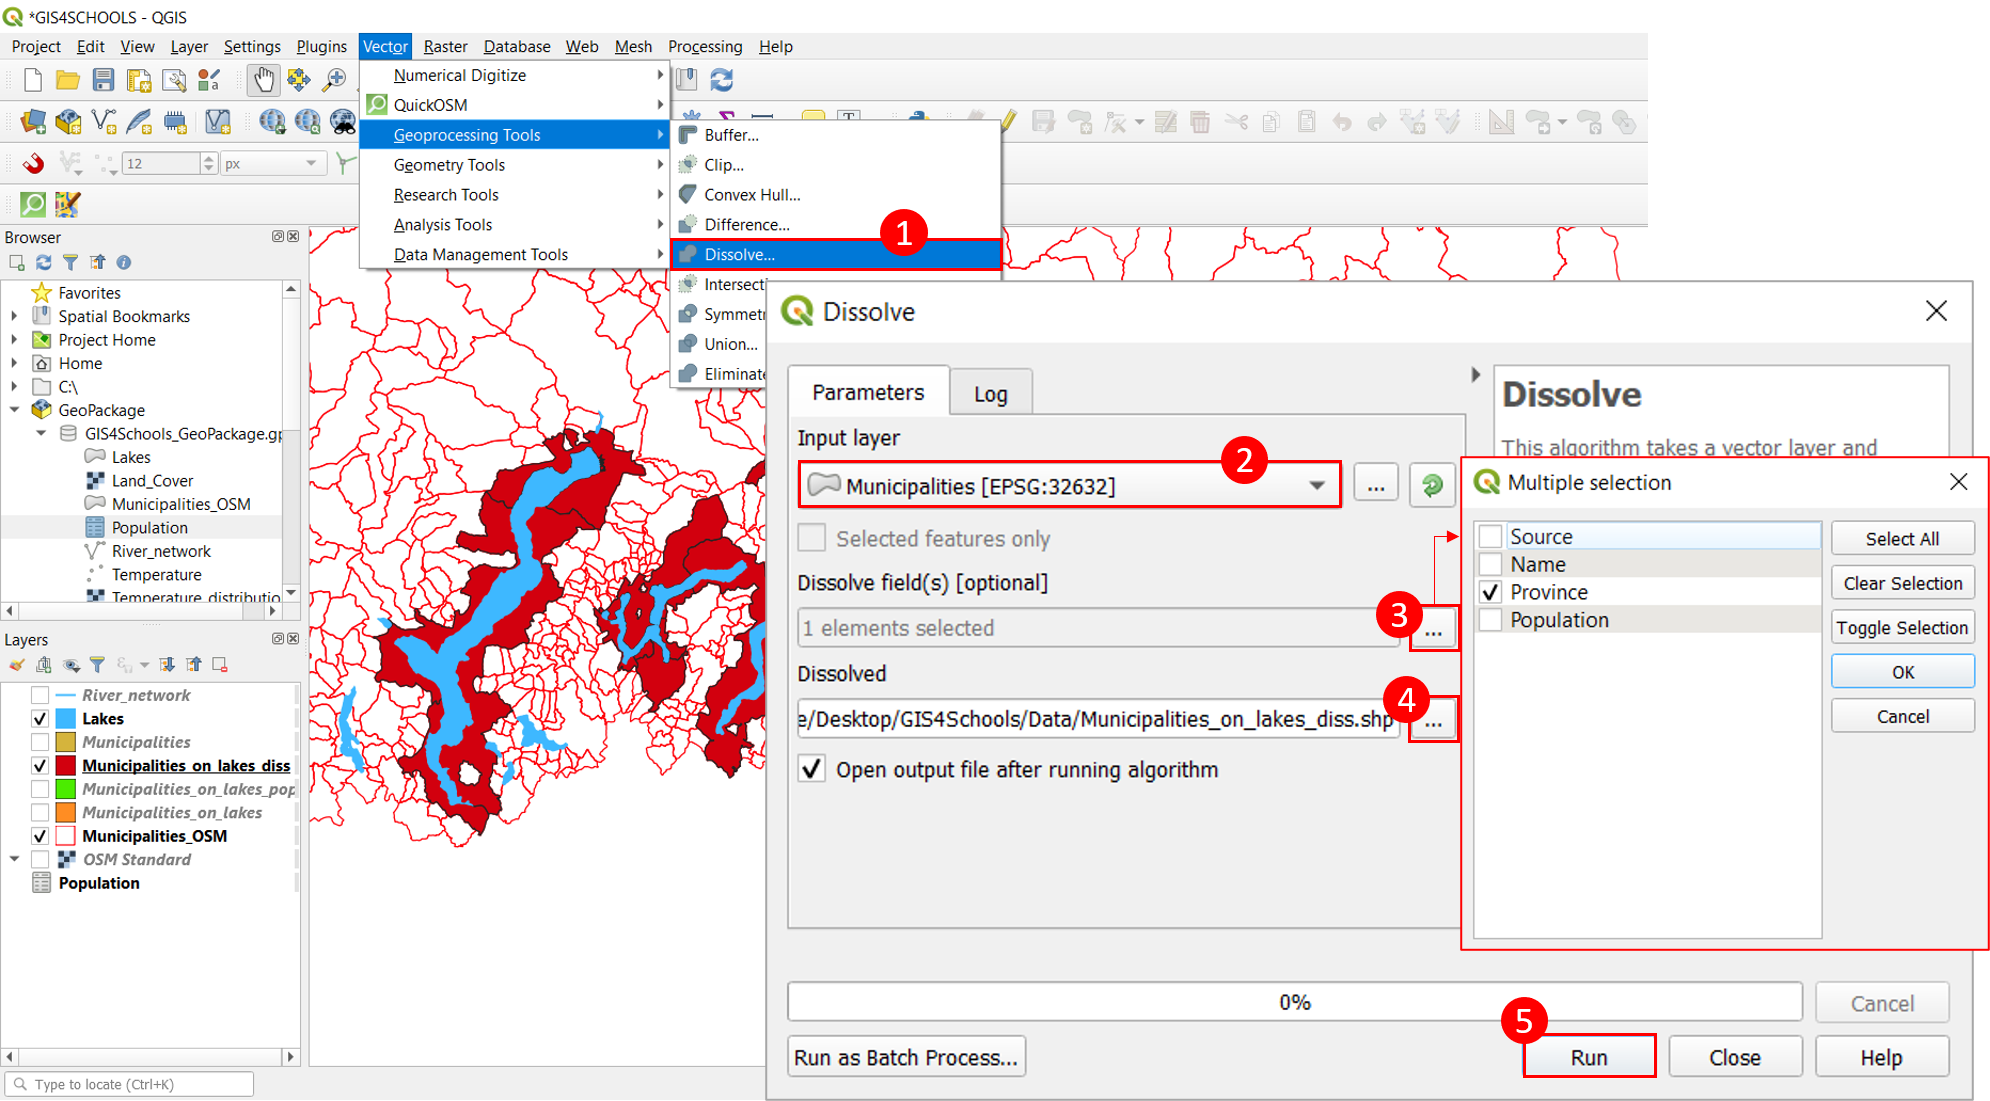 *GIS4SCHOOLS - QGIS
Project Edit View Layer Settings Plugins Vector Raster Database Web Mesh Processing Help
Numerical Digitize
QuickOSM
Geoprocessing Tools
Geometry Tools
Research Tools
Analysis Tools
Data Management Tools
Buffer...
Clip...
Convex Hull...
Difference...
1
Dissolve...
Intersecti
Symmetr
Union...
Eliminate
12
px
Browser
Favorites
Spatial Bookmarks
Project Home
Home
C:\
GeoPackage
GIS4Schools_GeoPackage.gp
Lakes
Land_Cover
Municipalities_OSM
Population
River_network
Temperature
Temperature_distributio
Layers
River_network
Lakes
Municipalities
Municipalities_on_lakes_diss
Municipalities_on_lakes_pop
Municipalities_on_lakes
Municipalities_OSM
OSM Standard
Population
Type to locate (Ctrl+K)
Dissolve
Parameters
Log
Input layer
2
Municipalities [EPSG:32632]
...
Selected features only
Dissolve field(s) [optional]
3
1 elements selected
...
Dissolved
4
e/Desktop/GIS4Schools/Data/Municipalities_on_lakes_diss.shp
...
Open output file after running algorithm
Dissolve
This algorithm takes a vector layer and
Multiple selection
Source
Name
Province
Population
Select All
Clear Selection
Toggle Selection
OK
Cancel
0%
Cancel
5
Run as Batch Process...
Run
Close
Help